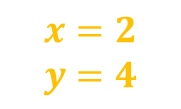 x = 2
y = 4